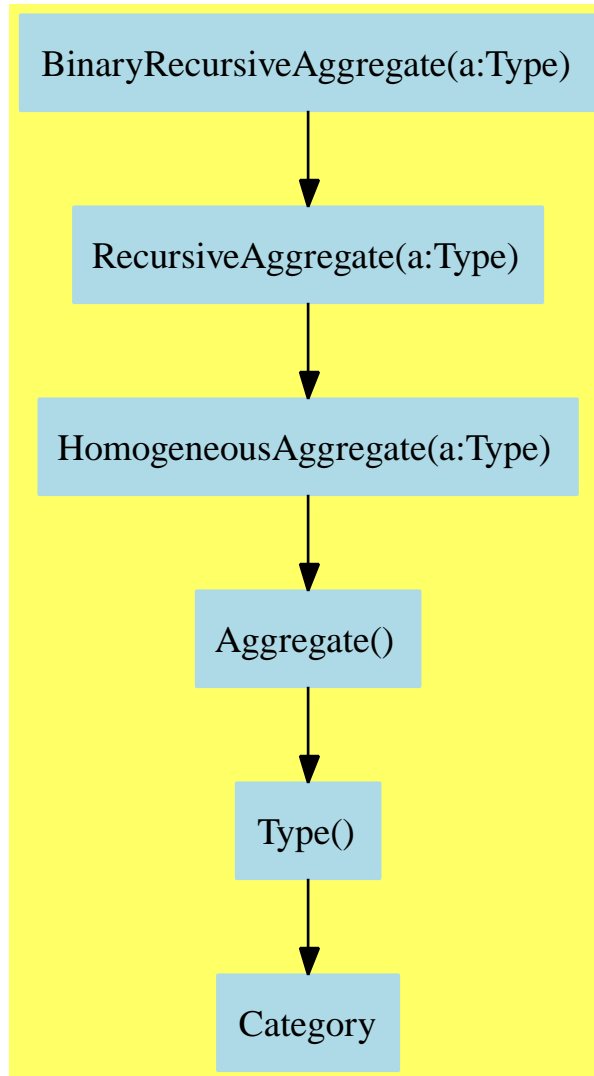 BinaryRecursiveAggregate(a:Type)
RecursiveAggregate(a:Type)
HomogeneousAggregate(a:Type)
Aggregate()
Type()
Category